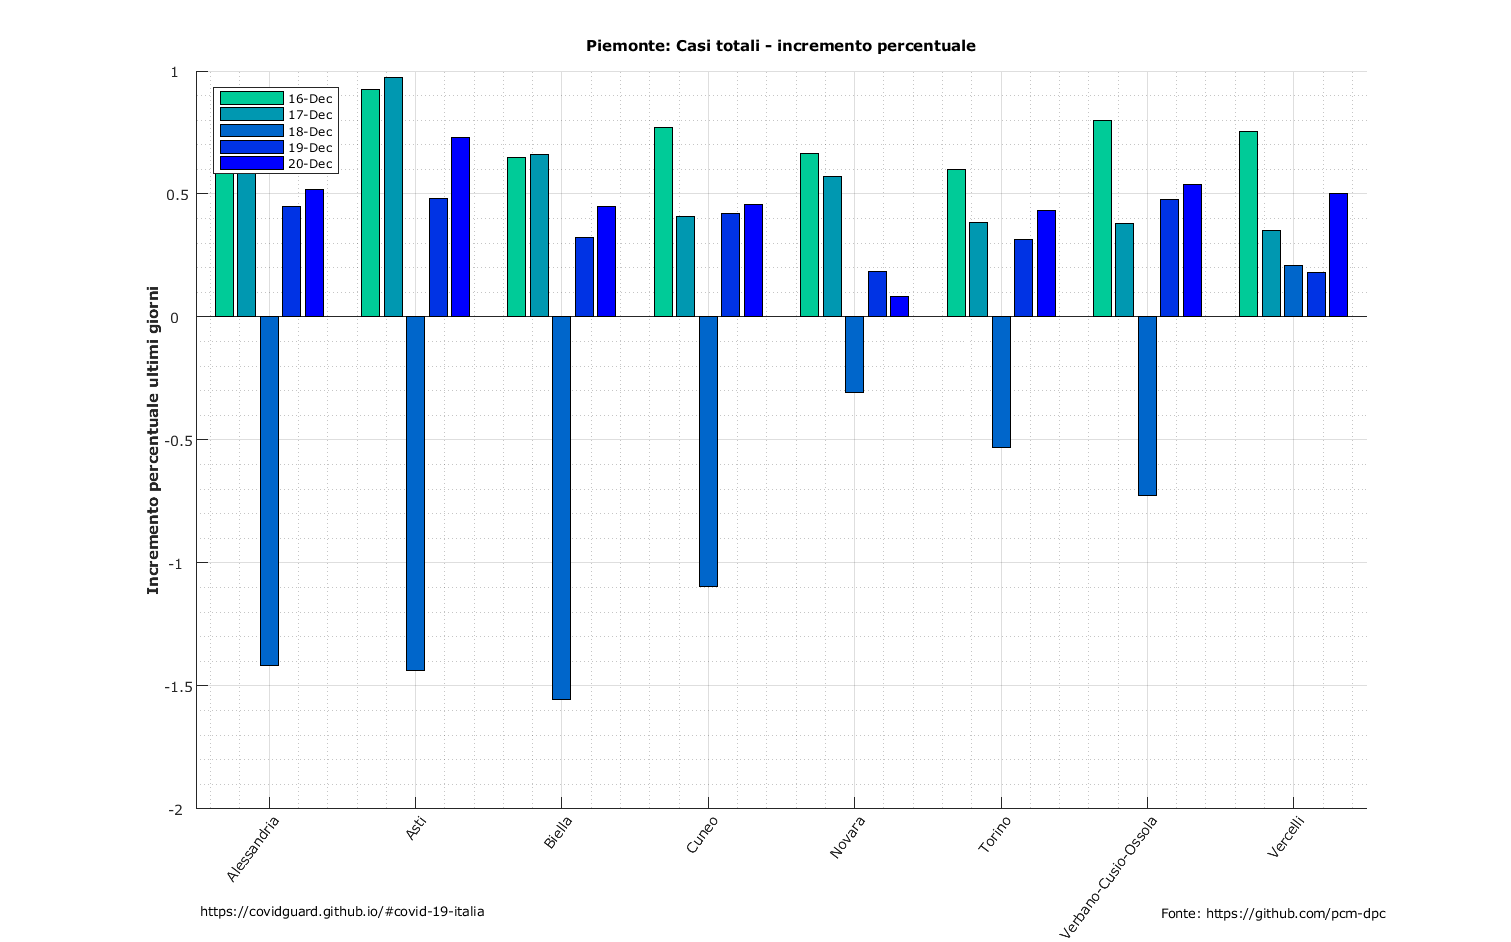 Piemonte: Casi totali - incremento percentuale
1
0.5
0
-0.5
-1
-1.5
-2
Incremento percentuale ultimi giorni
16-Dec
17-Dec
18-Dec
19-Dec
20-Dec
Alessandria
Asti
Biella
Cuneo
Novara
Torino
Verbano-Cusio-Ossola
Vercelli
https://covidguard.github.io/#covid-19-italia
Fonte: https://github.com/pcm-dpc